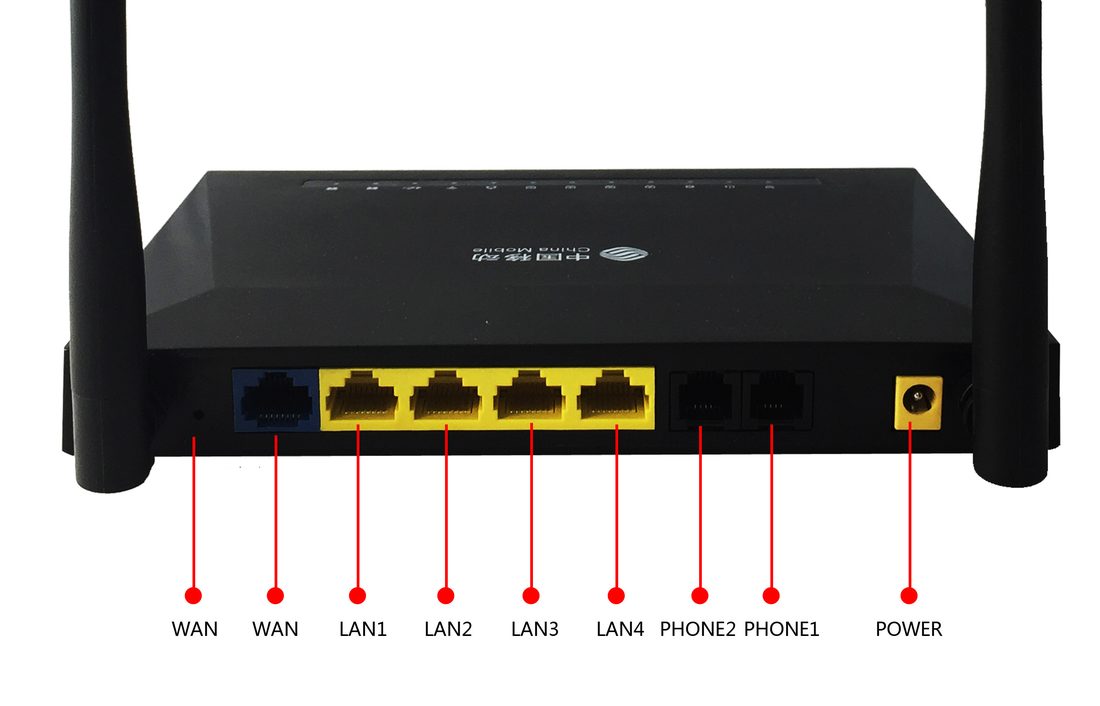 中国移动
China Mobile
WAN
WAN
LAN1
LAN2
LAN3
LAN4
PHONE2
PHONE1
POWER